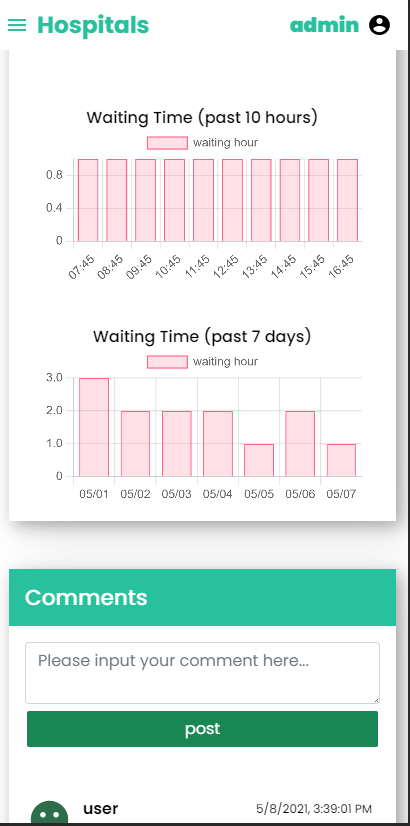 Hospitals
admin
Waiting Time (past 10 hours)
waiting hour
0.8
0.4
0
07:45 08:45 09:45 10:45 11:45 12:45 13:45 14:45 15:45 16:45
Waiting Time (past 7 days)
waiting hour
3.0
2.0
1.0
0
05/01 05/02 05/03 05/04 05/05 05/06 05/07
Comments
Please input your comment here...
post
user 5/8/2021, 3:39:01 PM